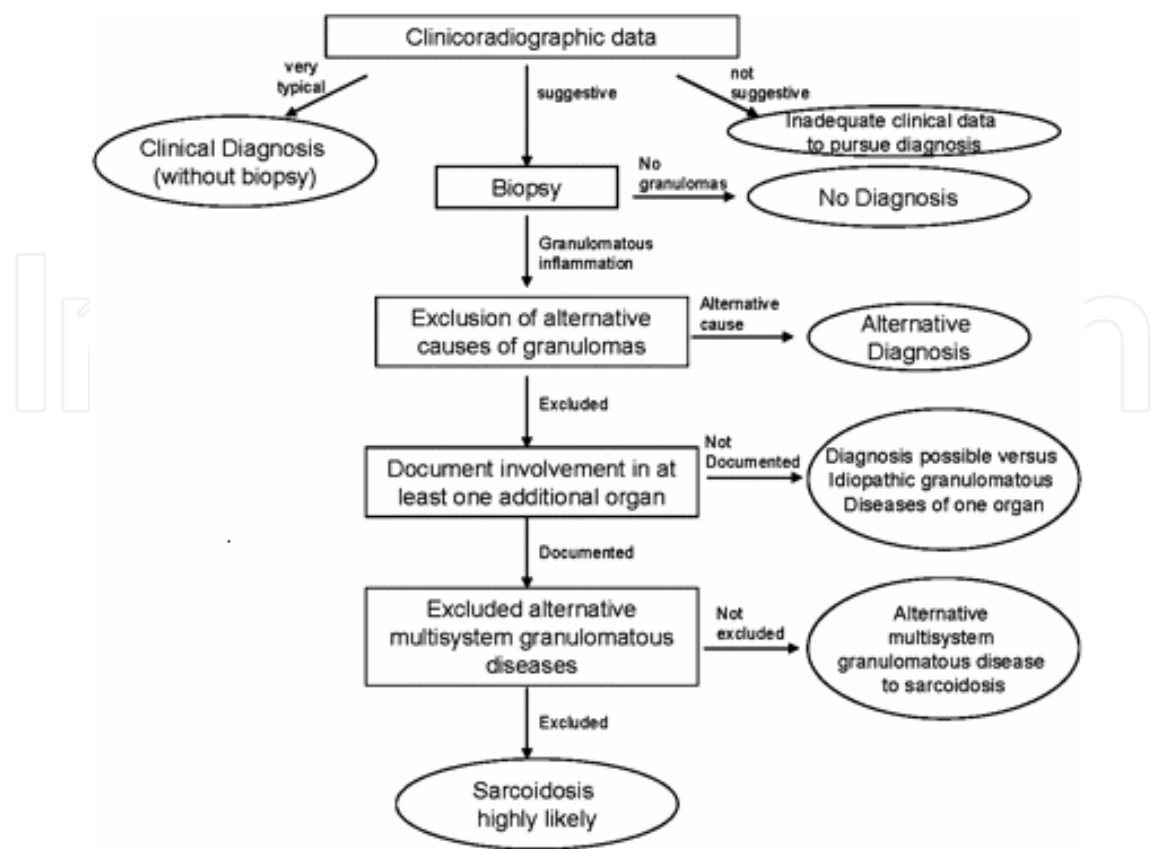 Clinicoradiographic data
very
typical
suggestive
not
suggestive
Clinical Diagnosis
(without biopsy)
Inadequate clinical data
to pursue diagnosis
Biopsy
No
granulomas
No Diagnosis
Granulomatous
inflammation
Exclusion of alternative
causes of granulomas
Alternative
cause
Alternative
Diagnosis
Excluded
Document involvement in at
least one additional organ
Not
Documented
Diagnosis possible versus
Idiopathic granulomatous
Diseases of one organ
Documented
Excluded alternative
multisystem granulomatous
diseases
Not
excluded
Alternative
multisystem
granulomatous disease
to sarcoidosis
Excluded
Sarcoidosis
highly likely